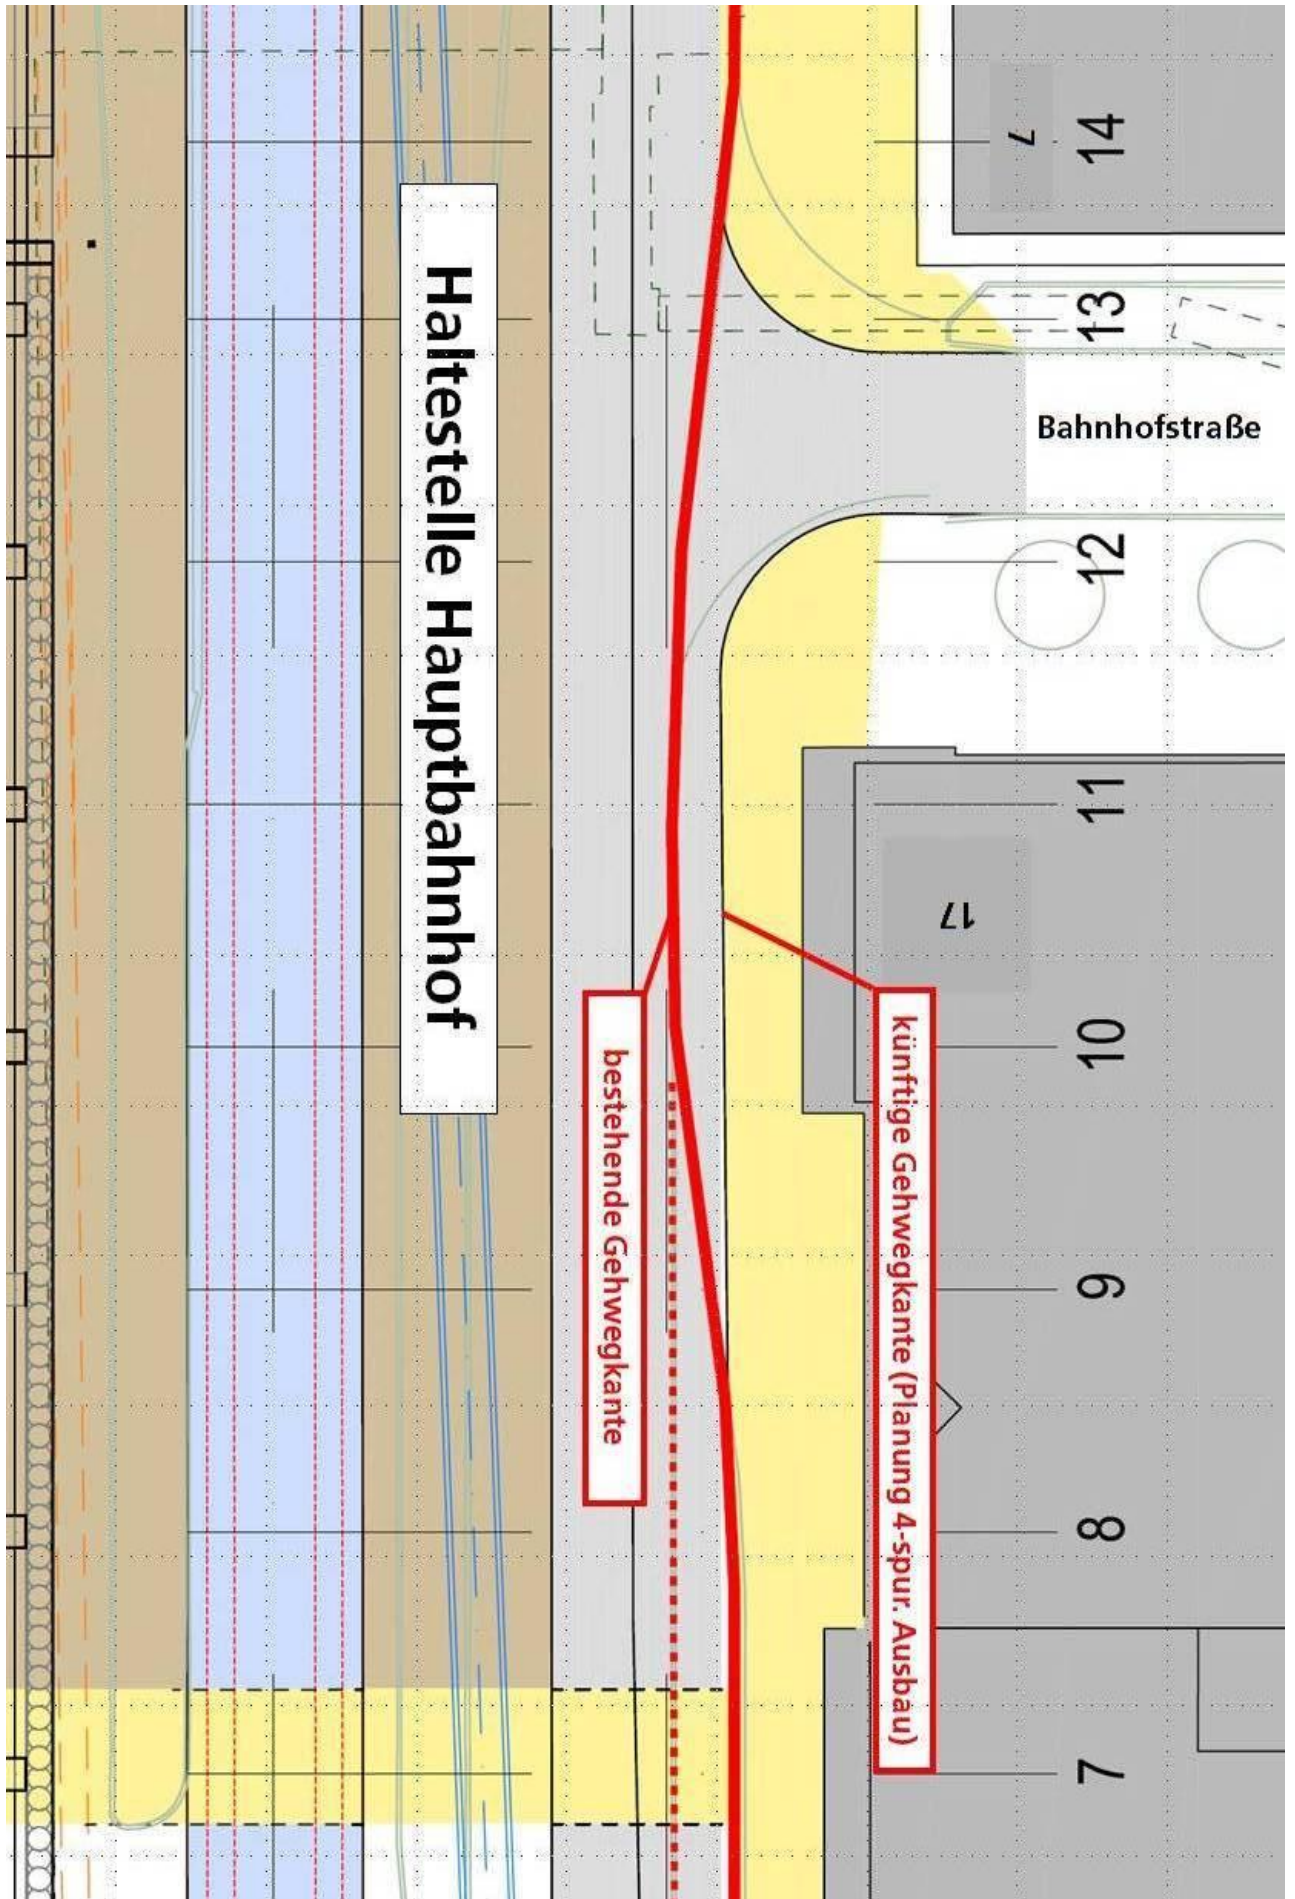 14
7
13
Bahnhofstraße
12
Haltestelle Hauptbahnhof
11
17
10
bestehende Gehwegkante
künftige Gehwegkante (Planung 4-spur. Ausbau)
9
8
7